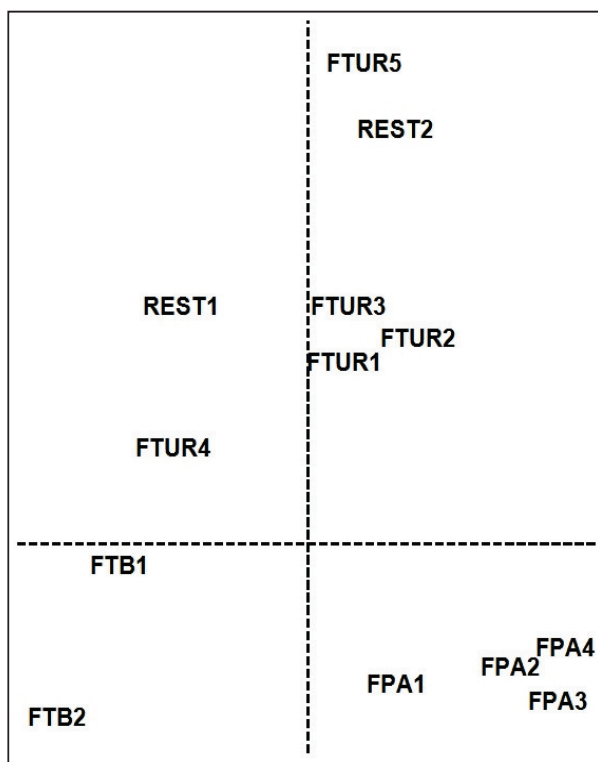 FTUR5
REST2
REST1 FTUR3
FTUR2
FTUR1
FTUR4
FTB1
FPA4
FPA2
FPA1
FPA3
FTB2